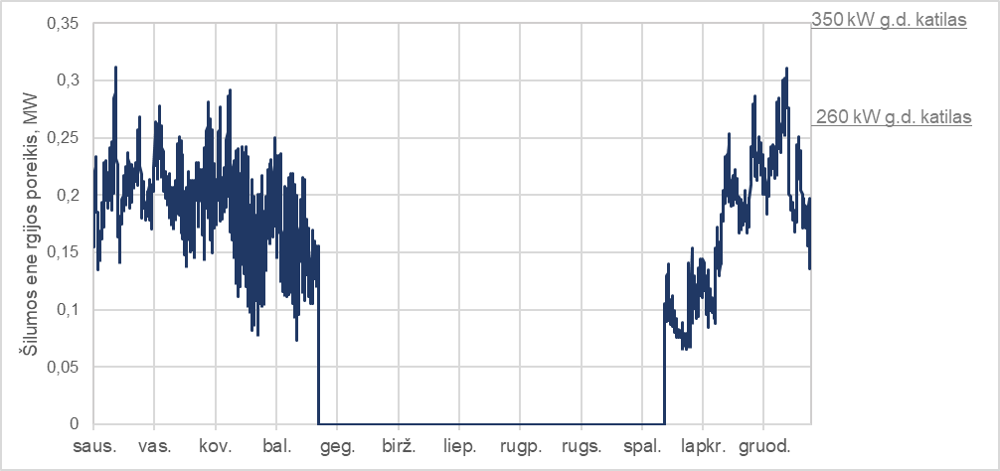 0,35
0,3
0,25
0,2
0,15
0,1
0,05
0
Šilumos ene rgijos poreikis, MW
350 kW g.d. katilas
260 kW g.d. katilas
saus. vas. kov. bal. geg. birž. liep. rugp. rugs. spal. lapkr. gruod.